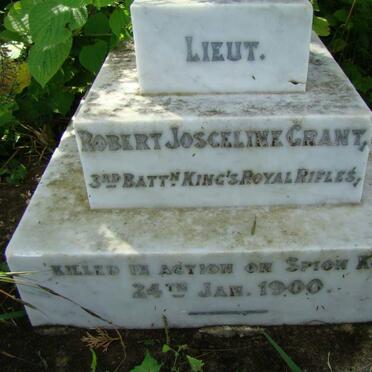 LIEUT.
ROBERT JOSCELINE GRANT,
3RD BATTN KING'S ROYAL RIFLES,
KILLED IN ACTION ON SPION K
24TH JAN. 1900.